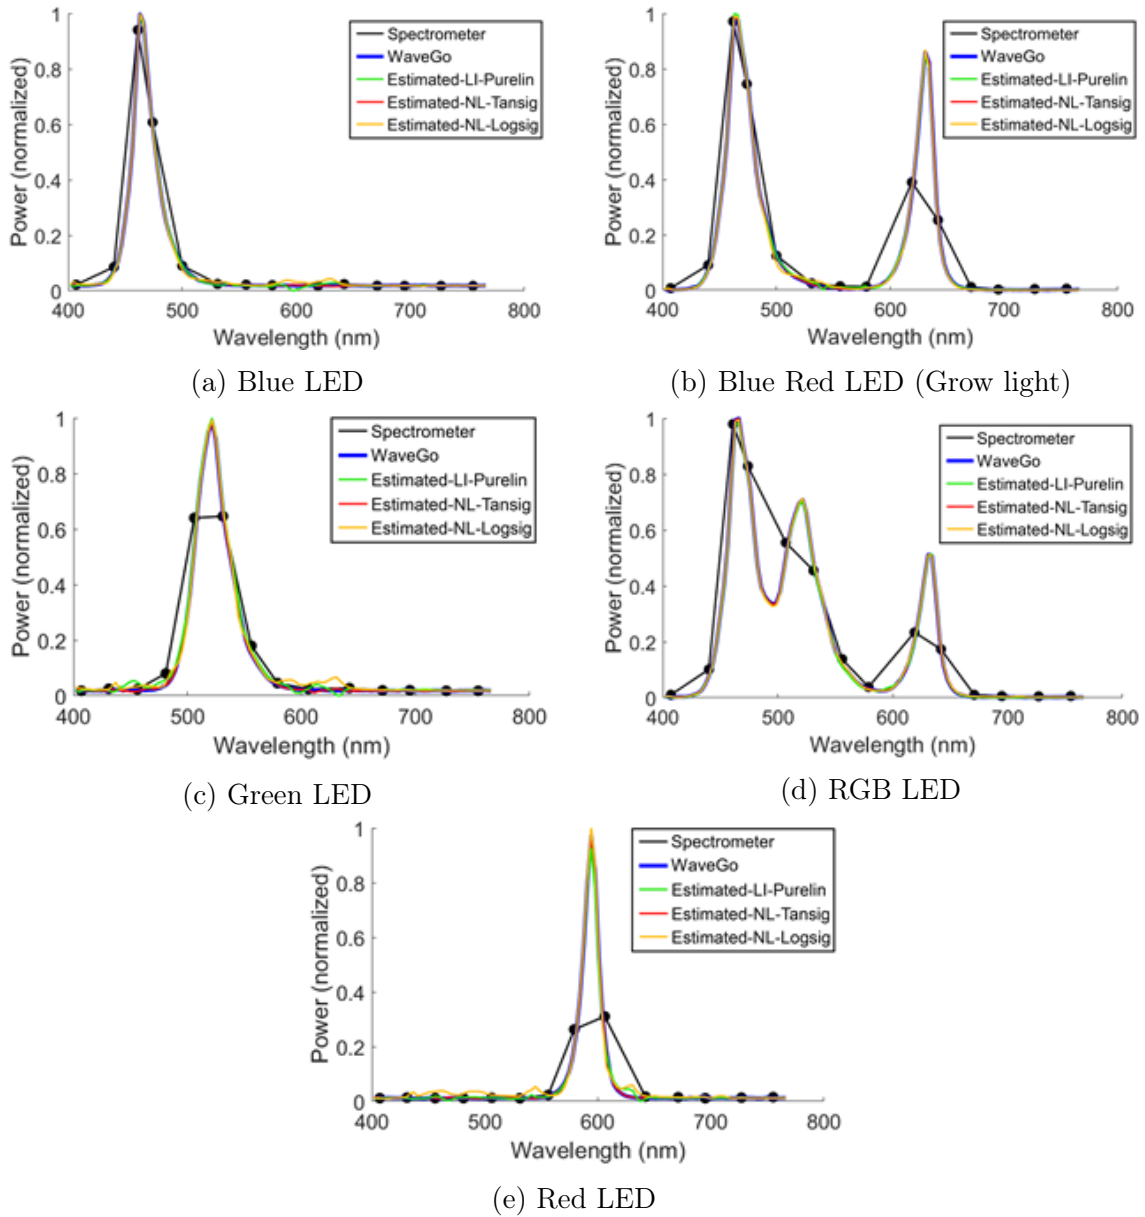 Power (normalized)
1
0.8
0.6
0.4
0.2
0
400 500 600 700 800
Wavelength (nm)
Spectrometer
WaveGo
Estimated-LI-Purelin
Estimated-NL-Tansig
Estimated-NL-Logsig
(a) Blue LED
Power (normalized)
1
0.8
0.6
0.4
0.2
0
400 500 600 700 800
Wavelength (nm)
Spectrometer
WaveGo
Estimated-LI-Purelin
Estimated-NL-Tansig
Estimated-NL-Logsig
(b) Blue Red LED (Grow light)
Power (normalized)
1
0.8
0.6
0.4
0.2
0
400 500 600 700 800
Wavelength (nm)
Spectrometer
WaveGo
Estimated-LI-Purelin
Estimated-NL-Tansig
Estimated-NL-Logsig
(c) Green LED
Power (normalized)
1
0.8
0.6
0.4
0.2
0
400 500 600 700 800
Wavelength (nm)
Spectrometer
WaveGo
Estimated-LI-Purelin
Estimated-NL-Tansig
Estimated-NL-Logsig
(d) RGB LED
Power (normalized)
1
0.8
0.6
0.4
0.2
0
400 500 600 700 800
Wavelength (nm)
Spectrometer
WaveGo
Estimated-LI-Purelin
Estimated-NL-Tansig
Estimated-NL-Logsig
(e) Red LED